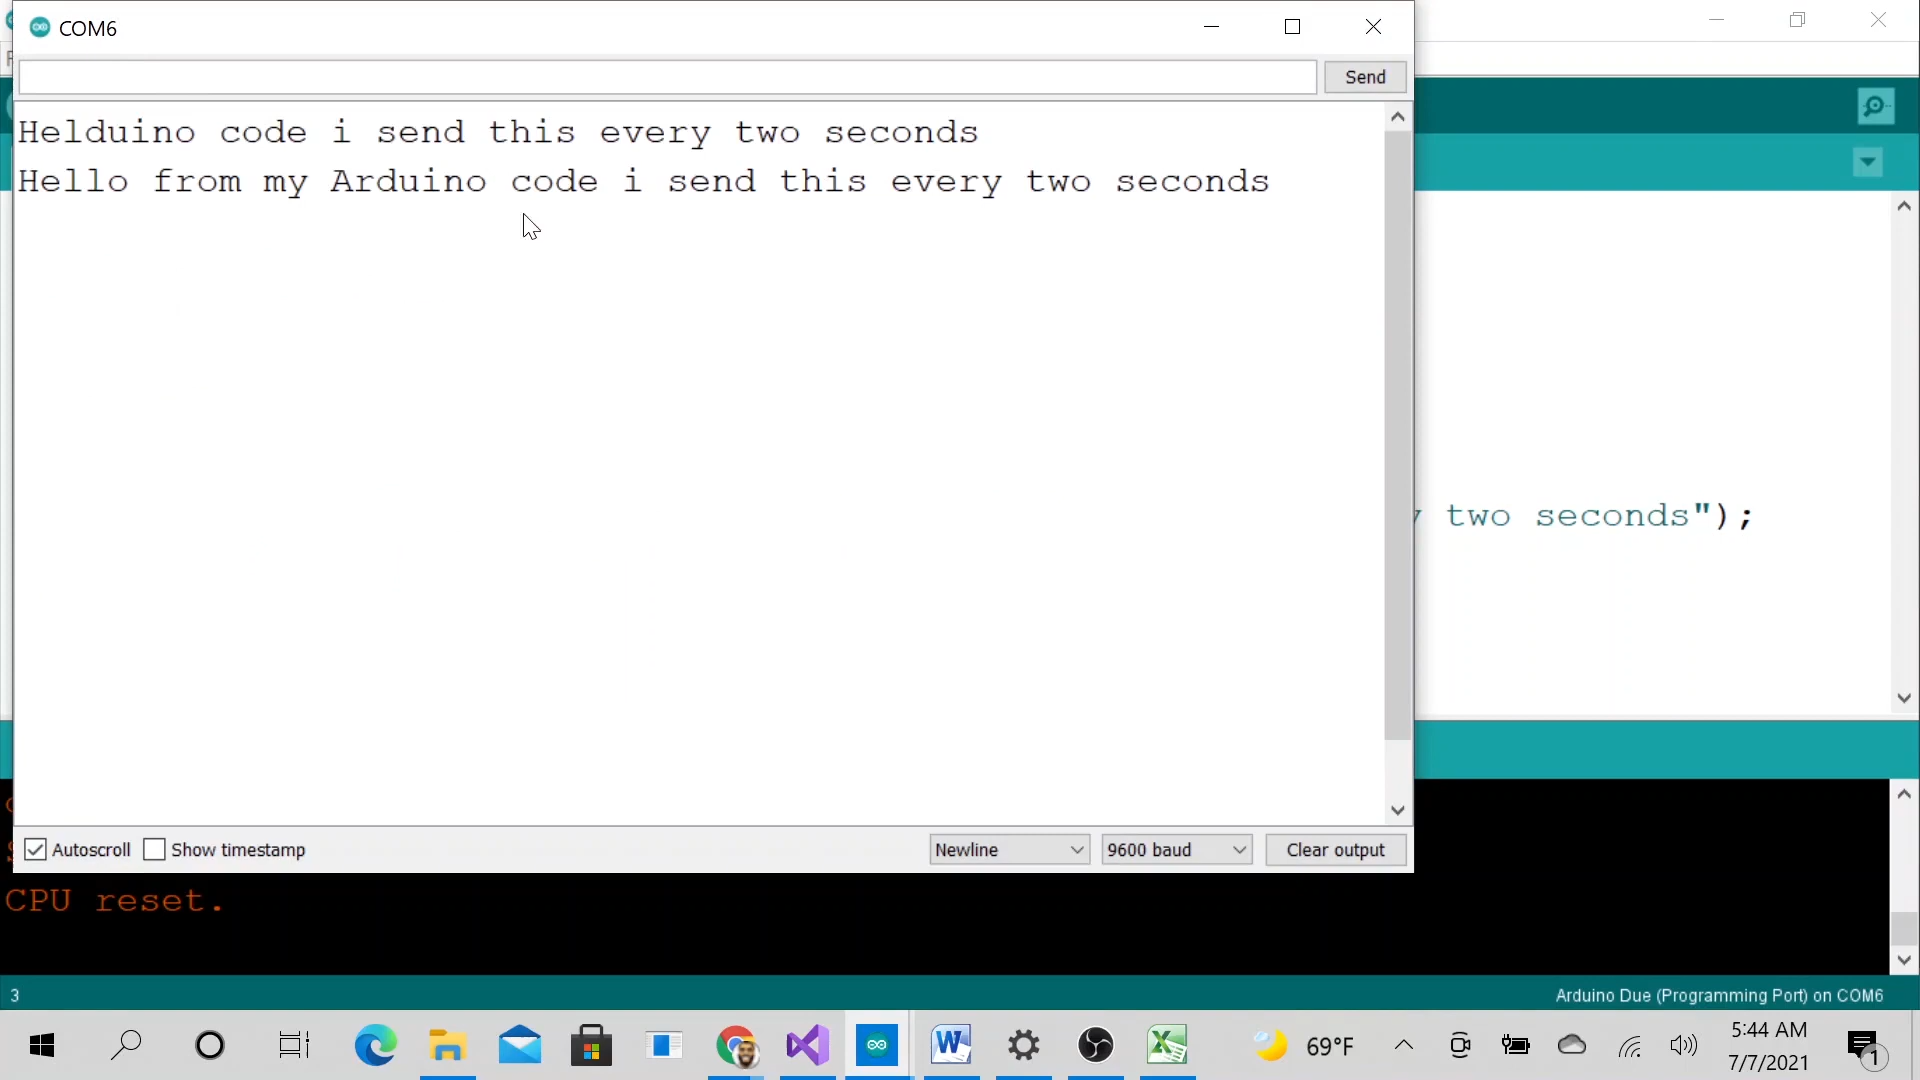 COM6
Send
Helduino code i send this every two seconds
Hello from my Arduino code i send this every two seconds
two seconds");
Autoscroll
Show timestamp
Newline
9600 baud
Clear output
CPU reset.
3
Arduino Due (Programming Port) on COM6
69°F
5:44 AM
7/7/2021
1